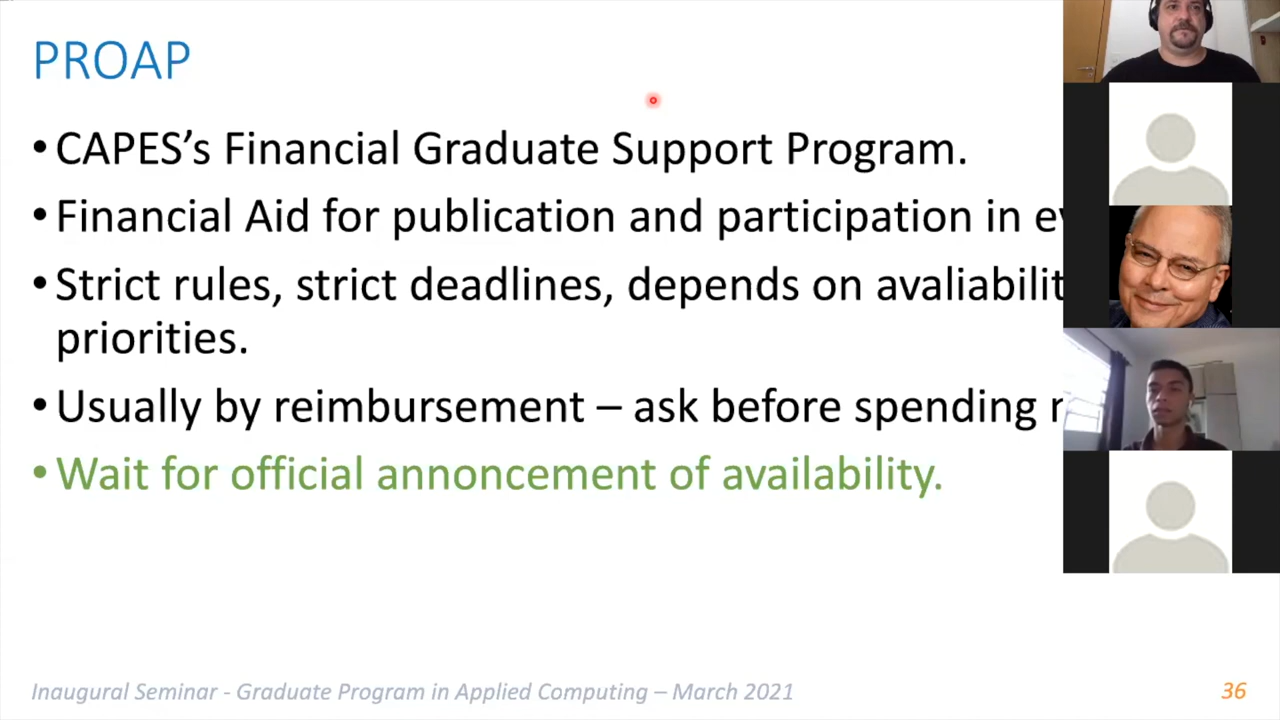 PROAP
• CAPES’s Financial Graduate Support Program.
• Financial Aid for publication and participation in
• Strict rules, strict deadlines, depends on
priorities.
• Usually by reimbursement – ask before spending
• Wait for official annoncement of availability.
Inaugural Seminar - Graduate Program in Applied Computing – March 2021
36